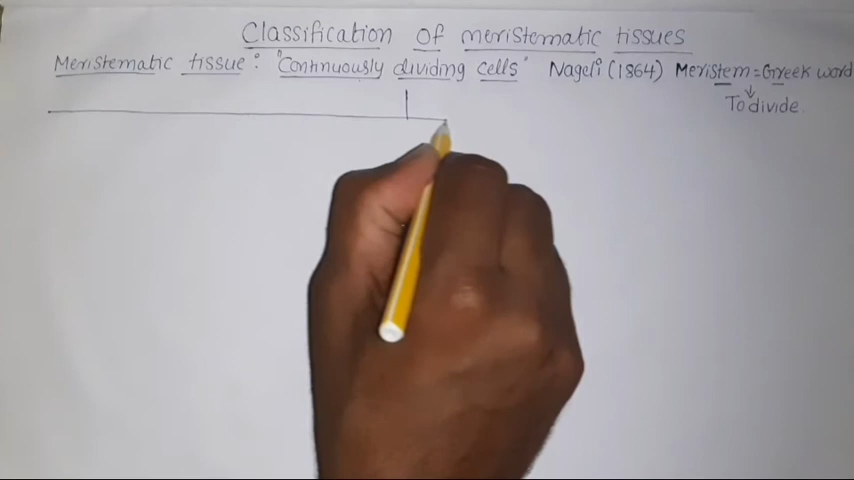 Classification of meristematic tissues
Meristematic tissue : "Continuously dividing cells" Nageli (1864) Meristem = Greek word
↓
To divide